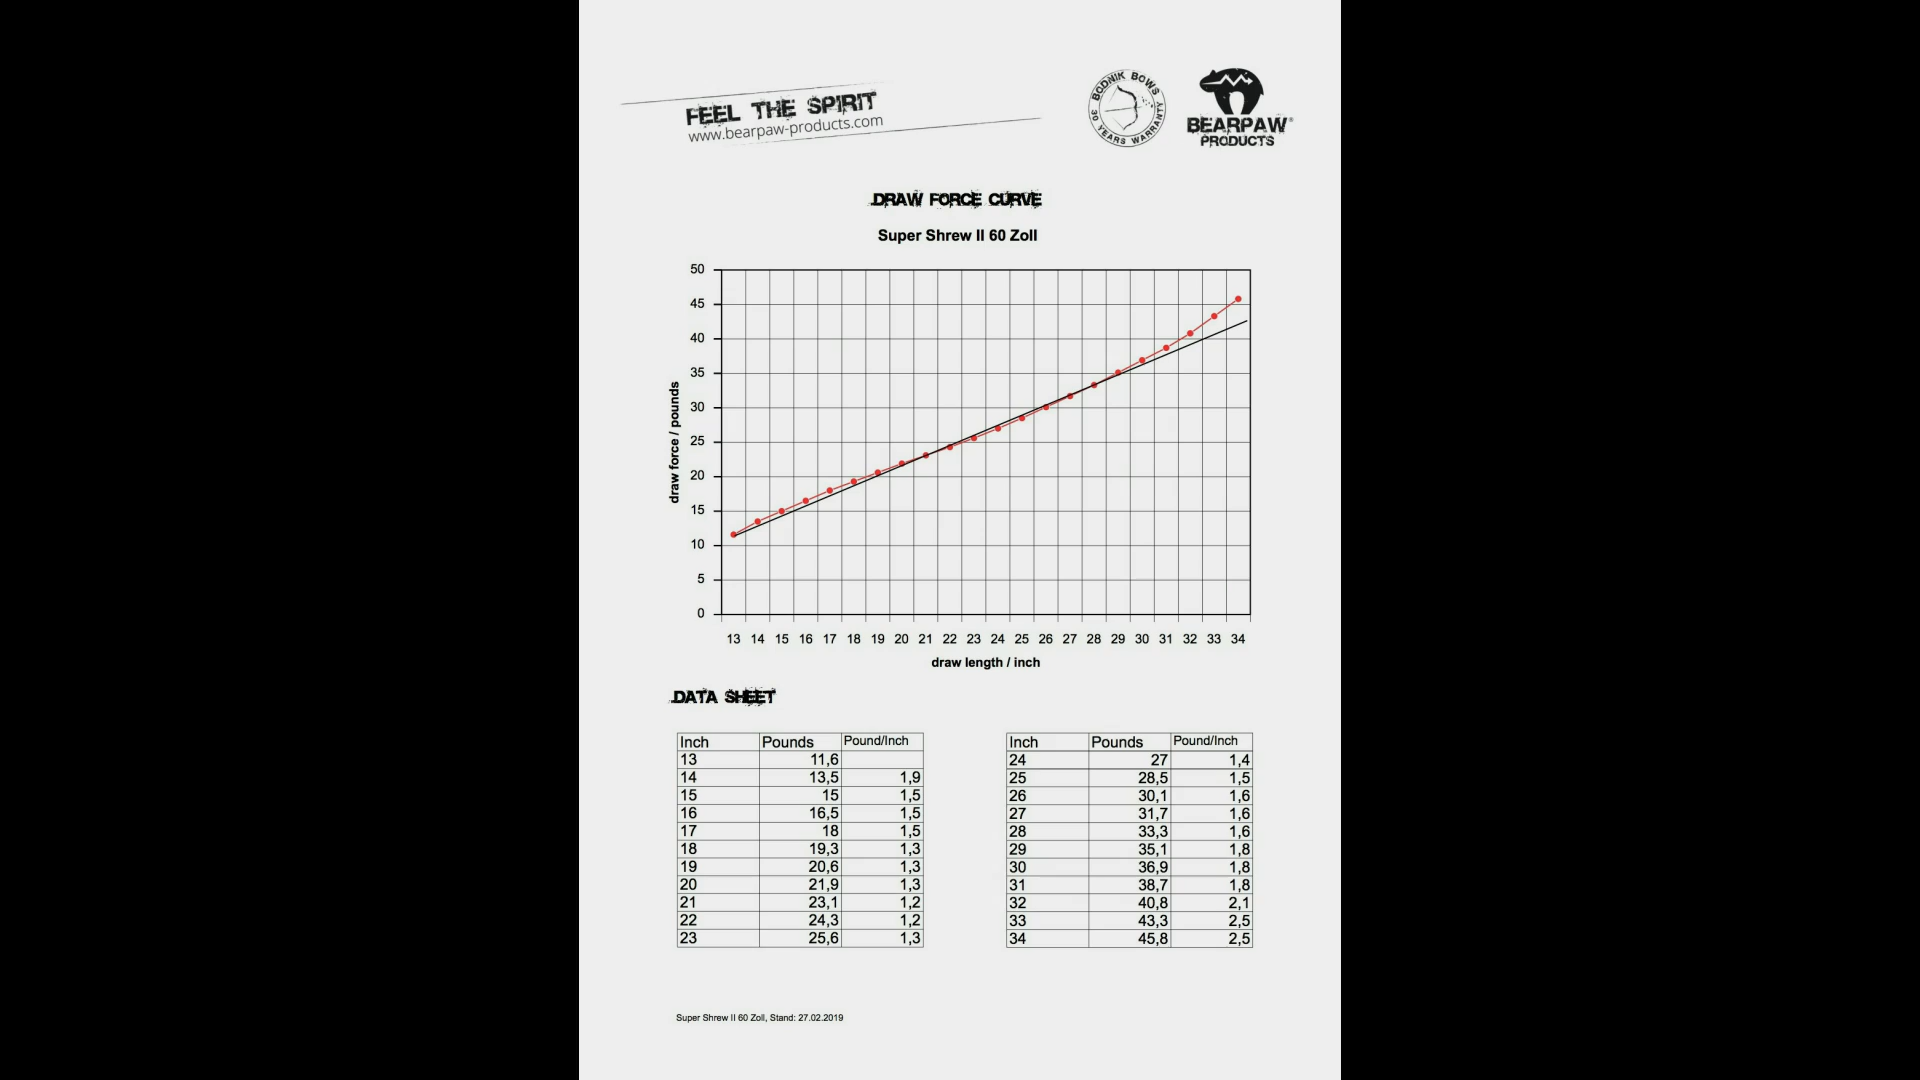 FEEL THE SPIRIT
www.bearpaw-products.com
BODNIK BOWS
30 YEARS WARRANTY
BEARPAW®
PRODUCTS
DRAW FORCE CURVE
Super Shrew II 60 Zoll
50
45
40
35
30
25
20
15
10
5
0
draw force / pounds
13 14 15 16 17 18 19 20 21 22 23 24 25 26 27 28 29 30 31 32 33 34
draw length / inch
DATA SHEET
Inch Pounds Pound/Inch
13 11,6
14 13,5 1,9
15 15 1,5
16 16,5 1,5
17 18 1,5
18 19,3 1,3
19 20,6 1,3
20 21,9 1,3
21 23,1 1,2
22 24,3 1,2
23 25,6 1,3
Inch Pounds Pound/Inch
24 27 1,4
25 28,5 1,5
26 30,1 1,6
27 31,7 1,6
28 33,3 1,6
29 35,1 1,8
30 36,9 1,8
31 38,7 1,8
32 40,8 2,1
33 43,3 2,5
34 45,8 2,5
Super Shrew II 60 Zoll, Stand: 27.02.2019